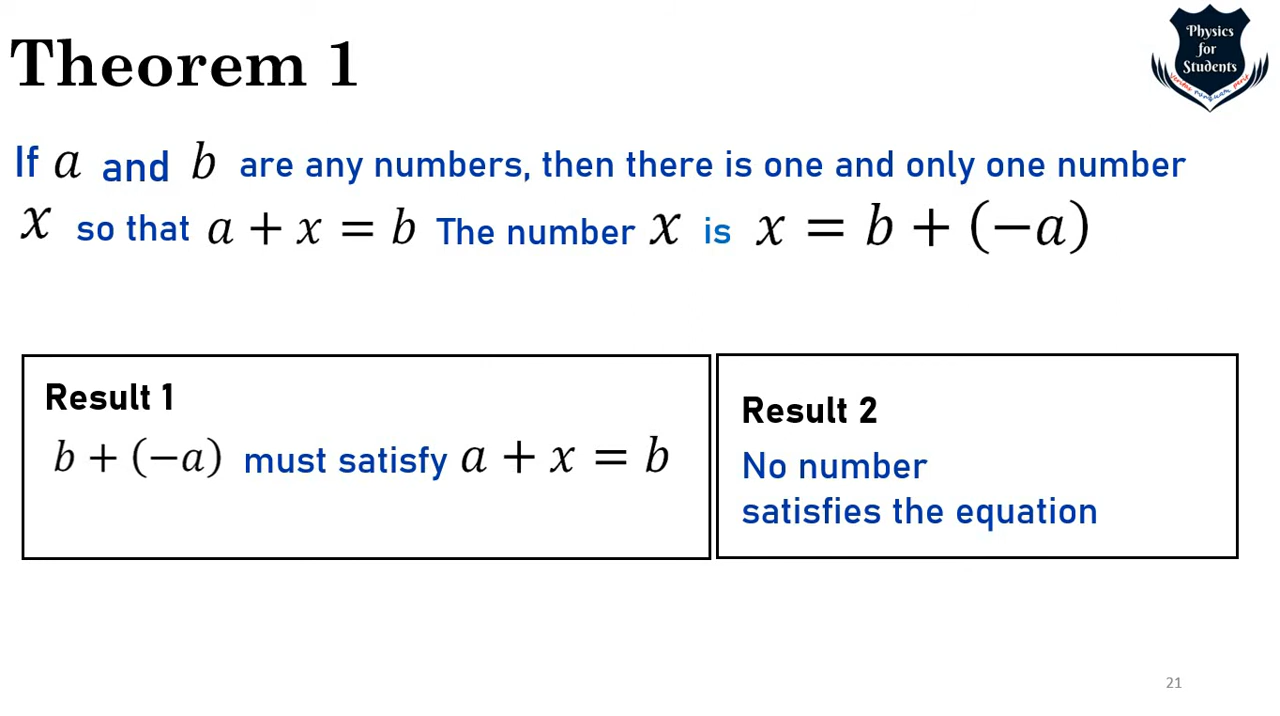 Theorem 1
Physics
for
Students
If a and b are any numbers, then there is one and only one number
x so that a + x = b The number x is x = b + (−a)
Result 1
b + (−a) must satisfy a + x = b
Result 2
No number
satisfies the equation
21